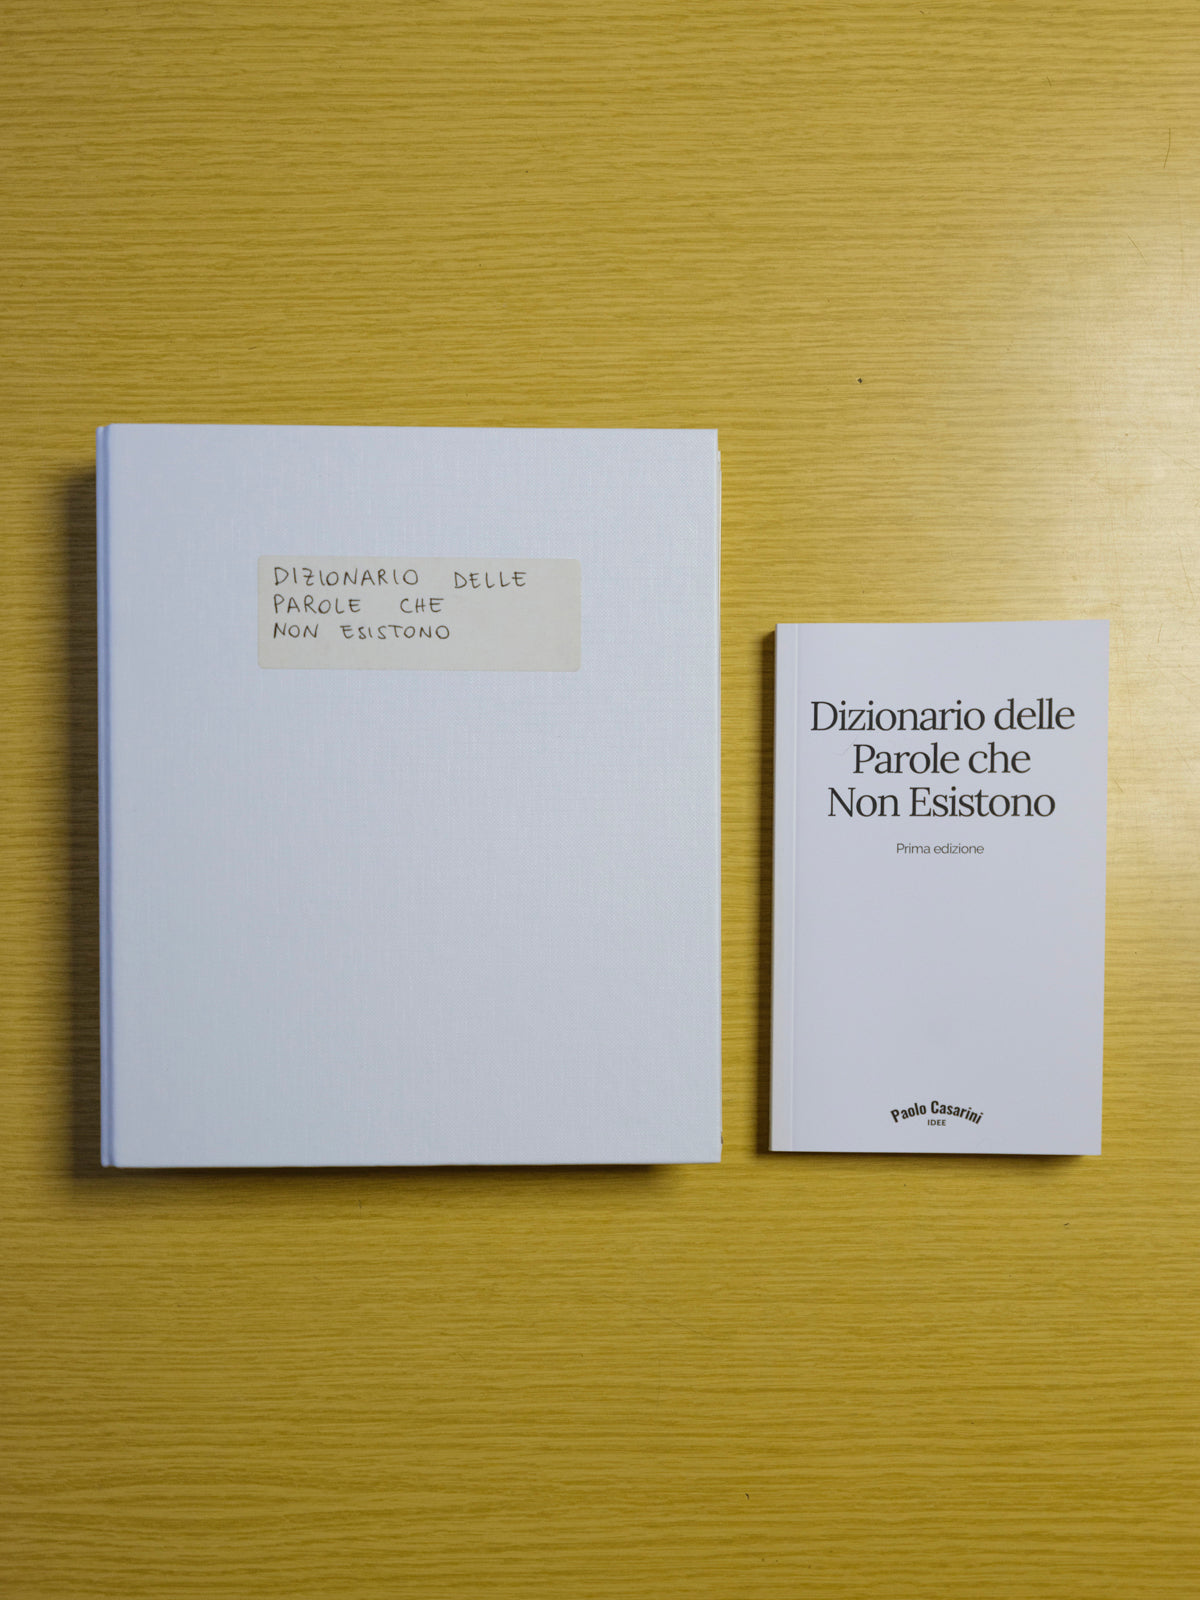 DIZIONARIO DELLE
PAROLE CHE
NON ESISTONO
Dizionario delle
Parole che
Non Esistono
Prima edizione
Paolo Casarini
IDEE